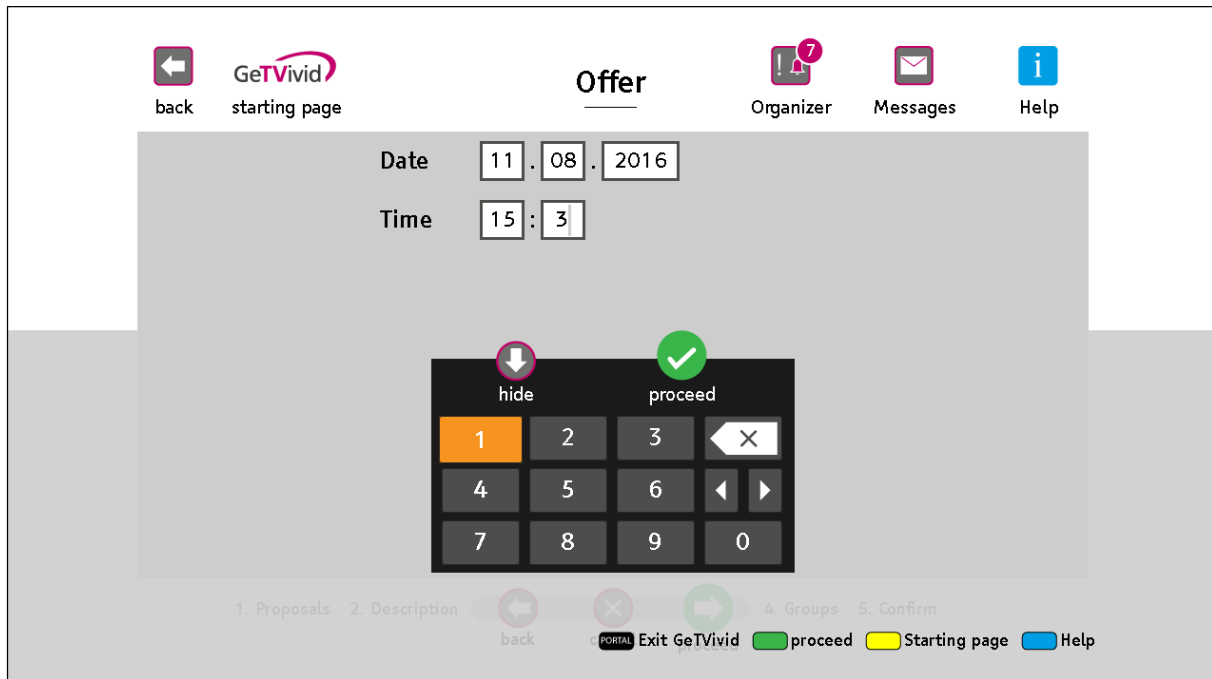 GeTVivid
Offer
7
back
starting page
Organizer
Messages
i
Help
Date 11 . 08 . 2016
Time 15 : 3
hide
proceed
1 2 3
4 5 6
7 8 9 0
1. Proposals 2. Description
4. Groups 5. Confirm
back
proceed
PORTAL Exit GeTVivid proceed Starting page Help